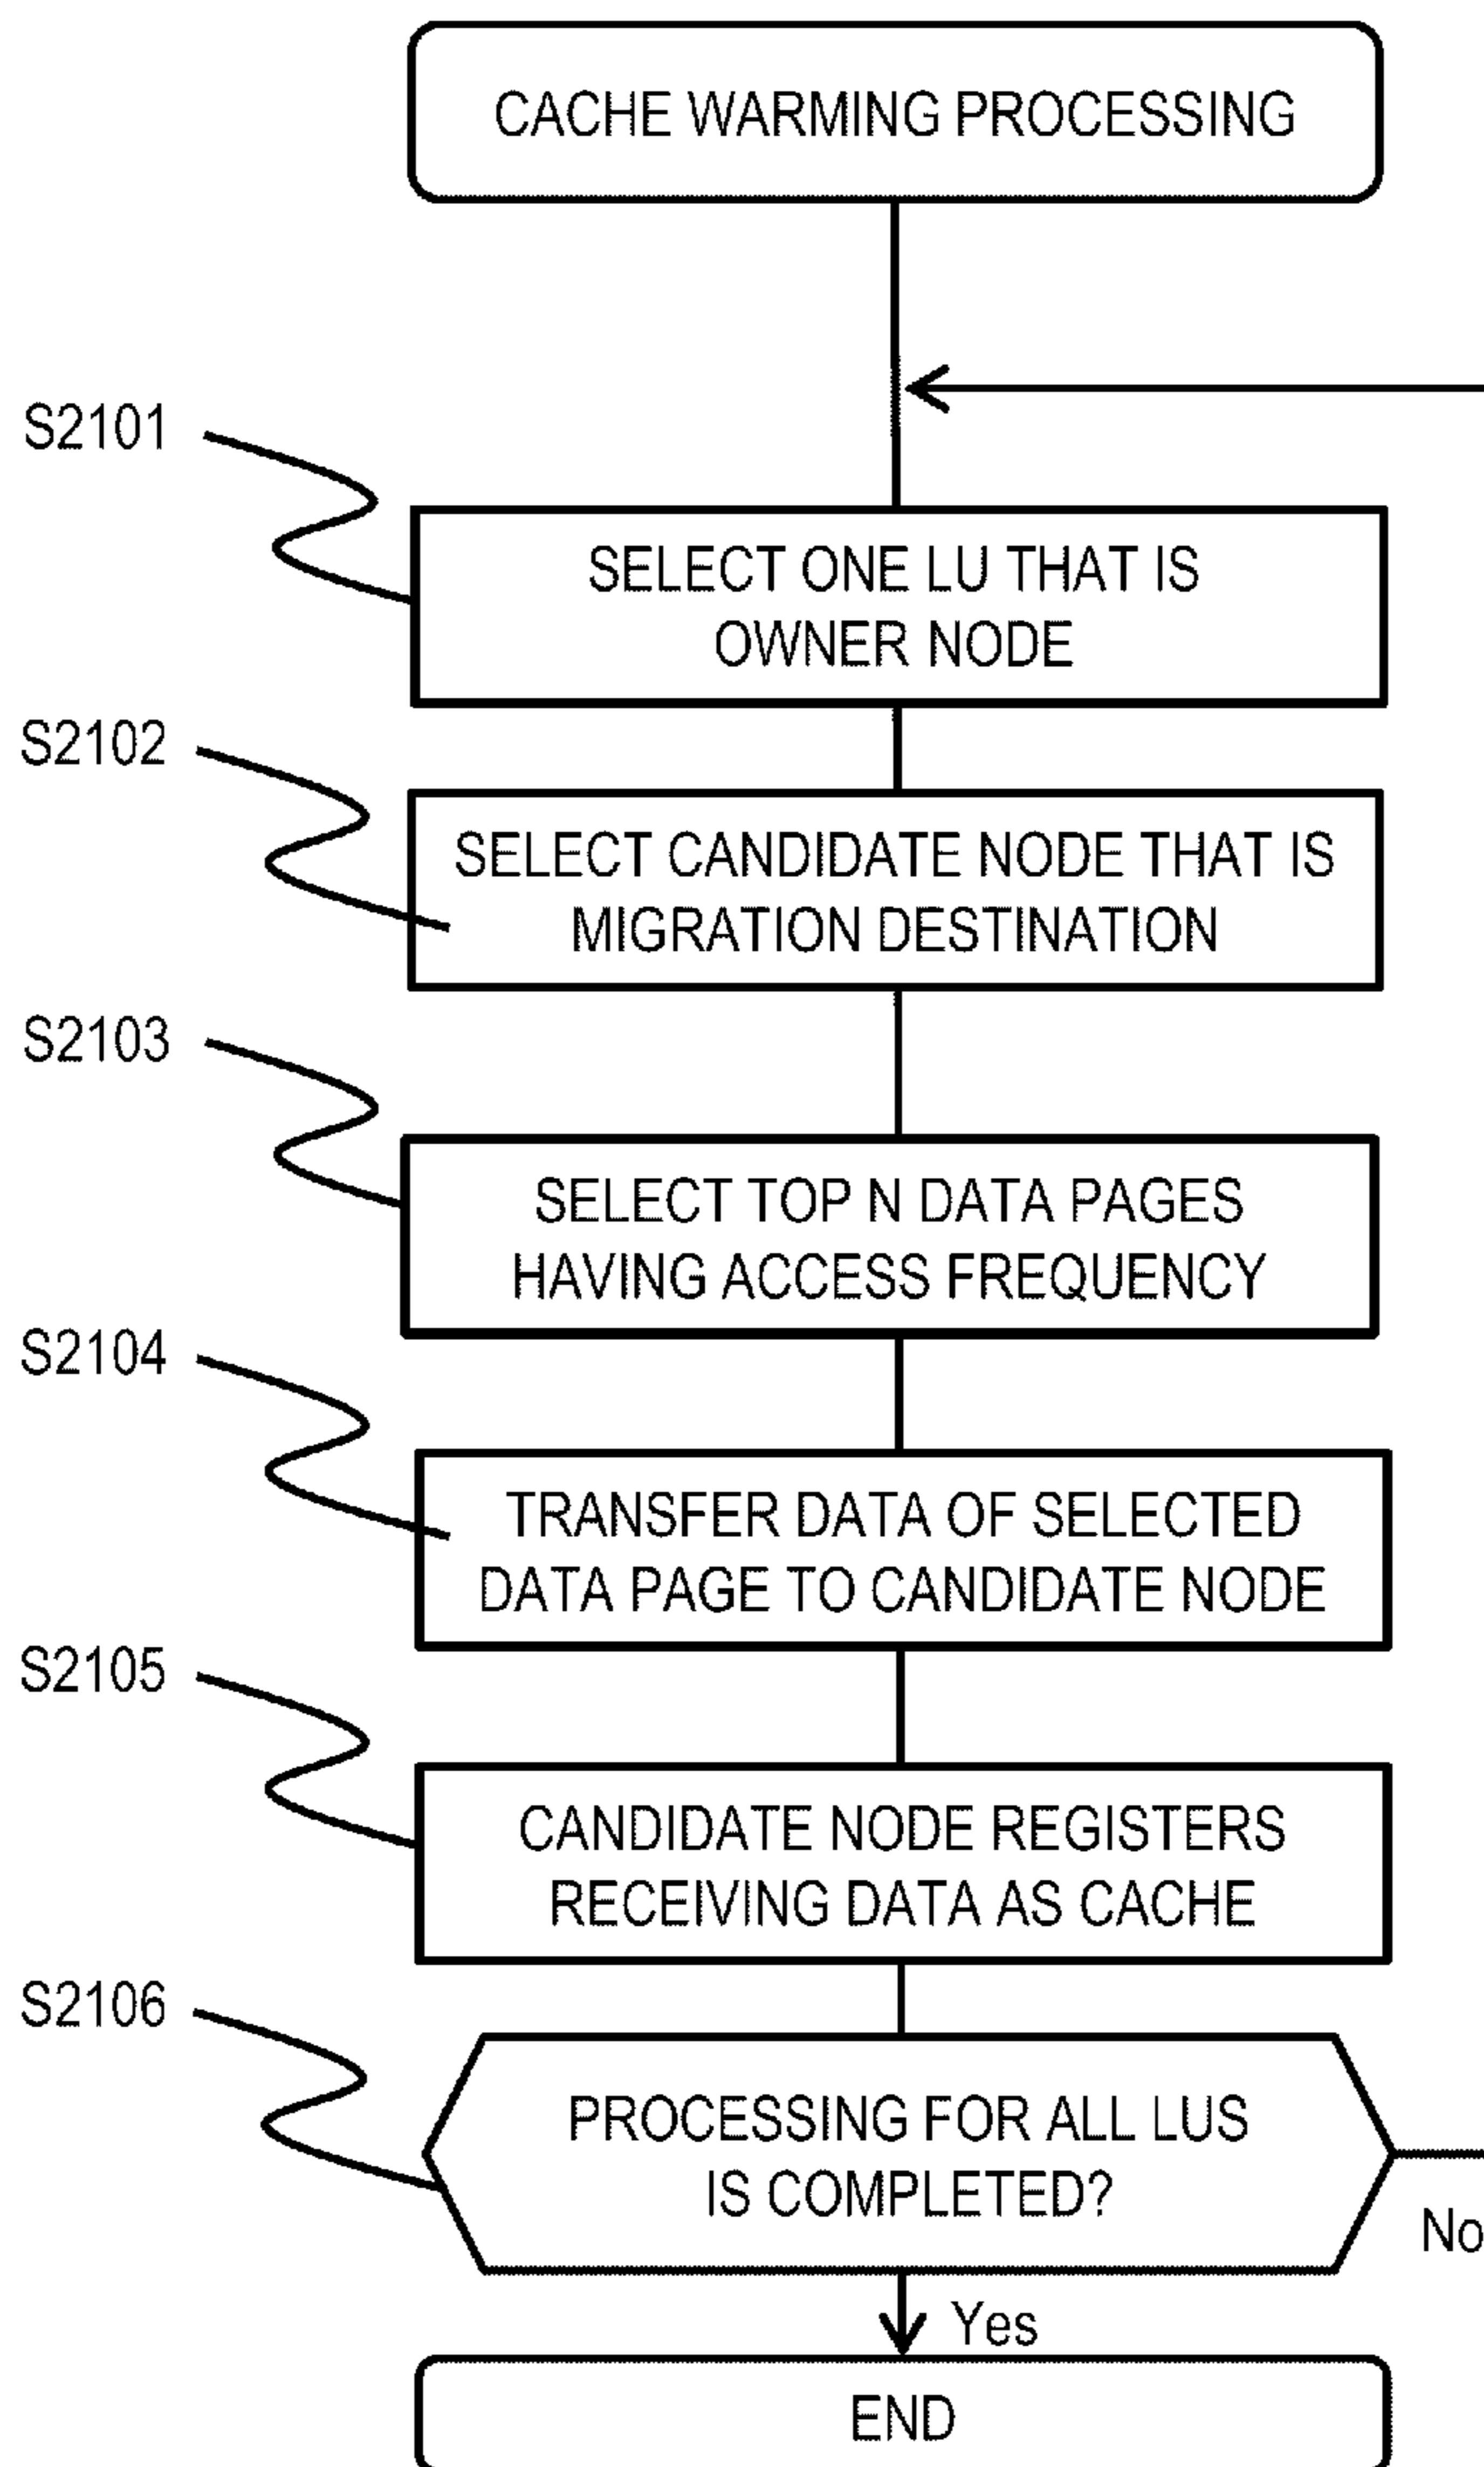 CACHE WARMING PROCESSING
S2101
SELECT ONE LU THAT IS
OWNER NODE
S2102
SELECT CANDIDATE NODE THAT IS
MIGRATION DESTINATION
S2103
SELECT TOP N DATA PAGES
HAVING ACCESS FREQUENCY
S2104
TRANSFER DATA OF SELECTED
DATA PAGE TO CANDIDATE NODE
S2105
CANDIDATE NODE REGISTERS
RECEIVING DATA AS CACHE
S2106
PROCESSING FOR ALL LUS
IS COMPLETED?
No
Yes
END